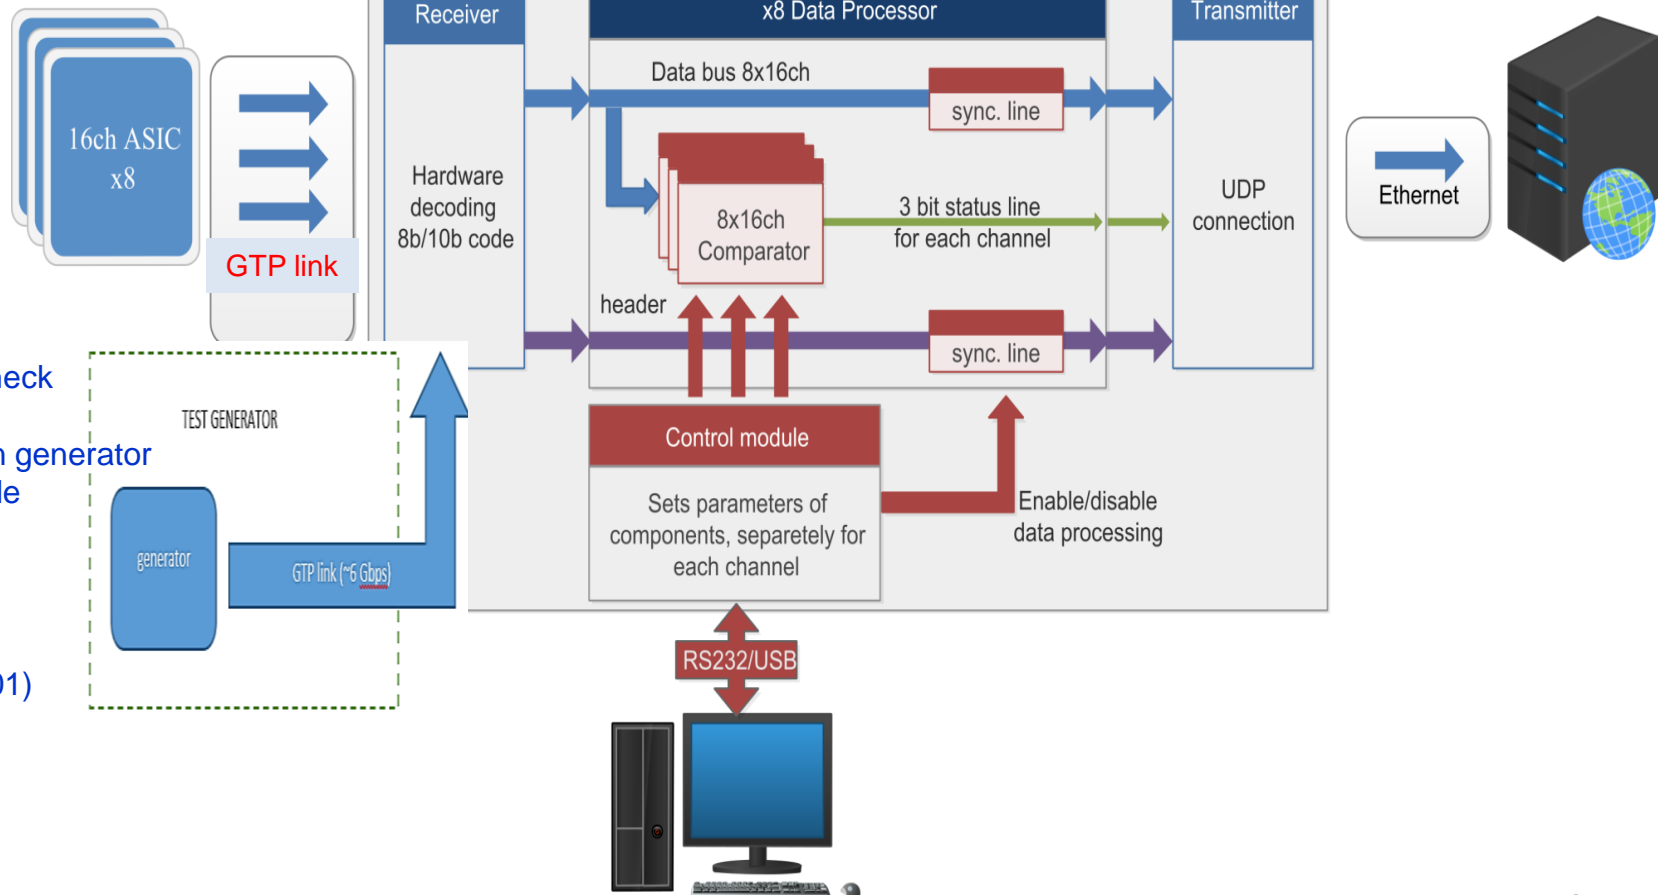 Receiver
x8 Data Processor
Transmitter
16ch ASIC
x8
GTP link
Hardware
decoding
8b/10b code
Data bus 8x16ch
sync. line
8x16ch
Comparator
3 bit status line
for each channel
header
sync. line
UDP
connection
Ethernet
TEST GENERATOR
n generator
generator
GTP link (~6 Gbps)
01)
Control module
Sets parameters of
components, separetely for
each channel
Enable/disable
data processing
RS232/USB